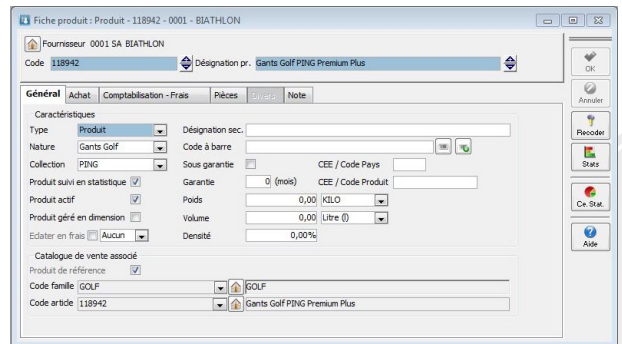 Fiche produit : Produit - 118942 - 0001 - BIATHLON
Fournisseur 0001 SA BIATHLON
Code 118942 Désignation pr. Gants Golf PING Premium Plus
OK
Annuler
Recoder
Stats
Ce. Stat.
Aide
Général Achat Comptabilisation - Frais Pièces Divers Note
Caractéristiques
Type Produit Désignation sec.
Nature Gants Golf Code à barre
Collection PING Sous garantie CEE / Code Pays
Produit suivi en statistique Garantie 0 (mois) CEE / Code Produit
Produit actif Poids 0,00 KILO
Produit géré en dimension Volume 0,00 Litre (l)
Eclater en frais Aucun Densité 0,00%
Catalogue de vente associé
Produit de référence
Code famille GOLF GOLF
Code article 118942 Gants Golf PING Premium Plus